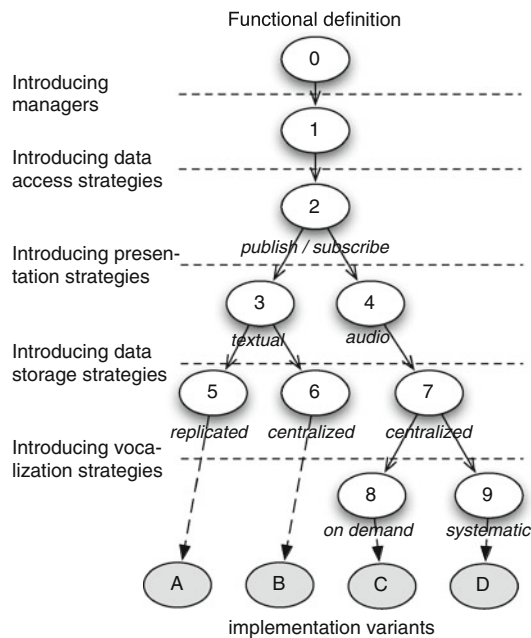 Functional definition
0
Introducing
managers
1
Introducing data
access strategies
2
publish / subscribe
Introducing presen-
tation strategies
3
4
textual
audio
Introducing data
storage strategies
5
6
7
replicated
centralized
centralized
Introducing voca-
lization strategies
8
9
on demand
systematic
A
B
C
D
implementation variants